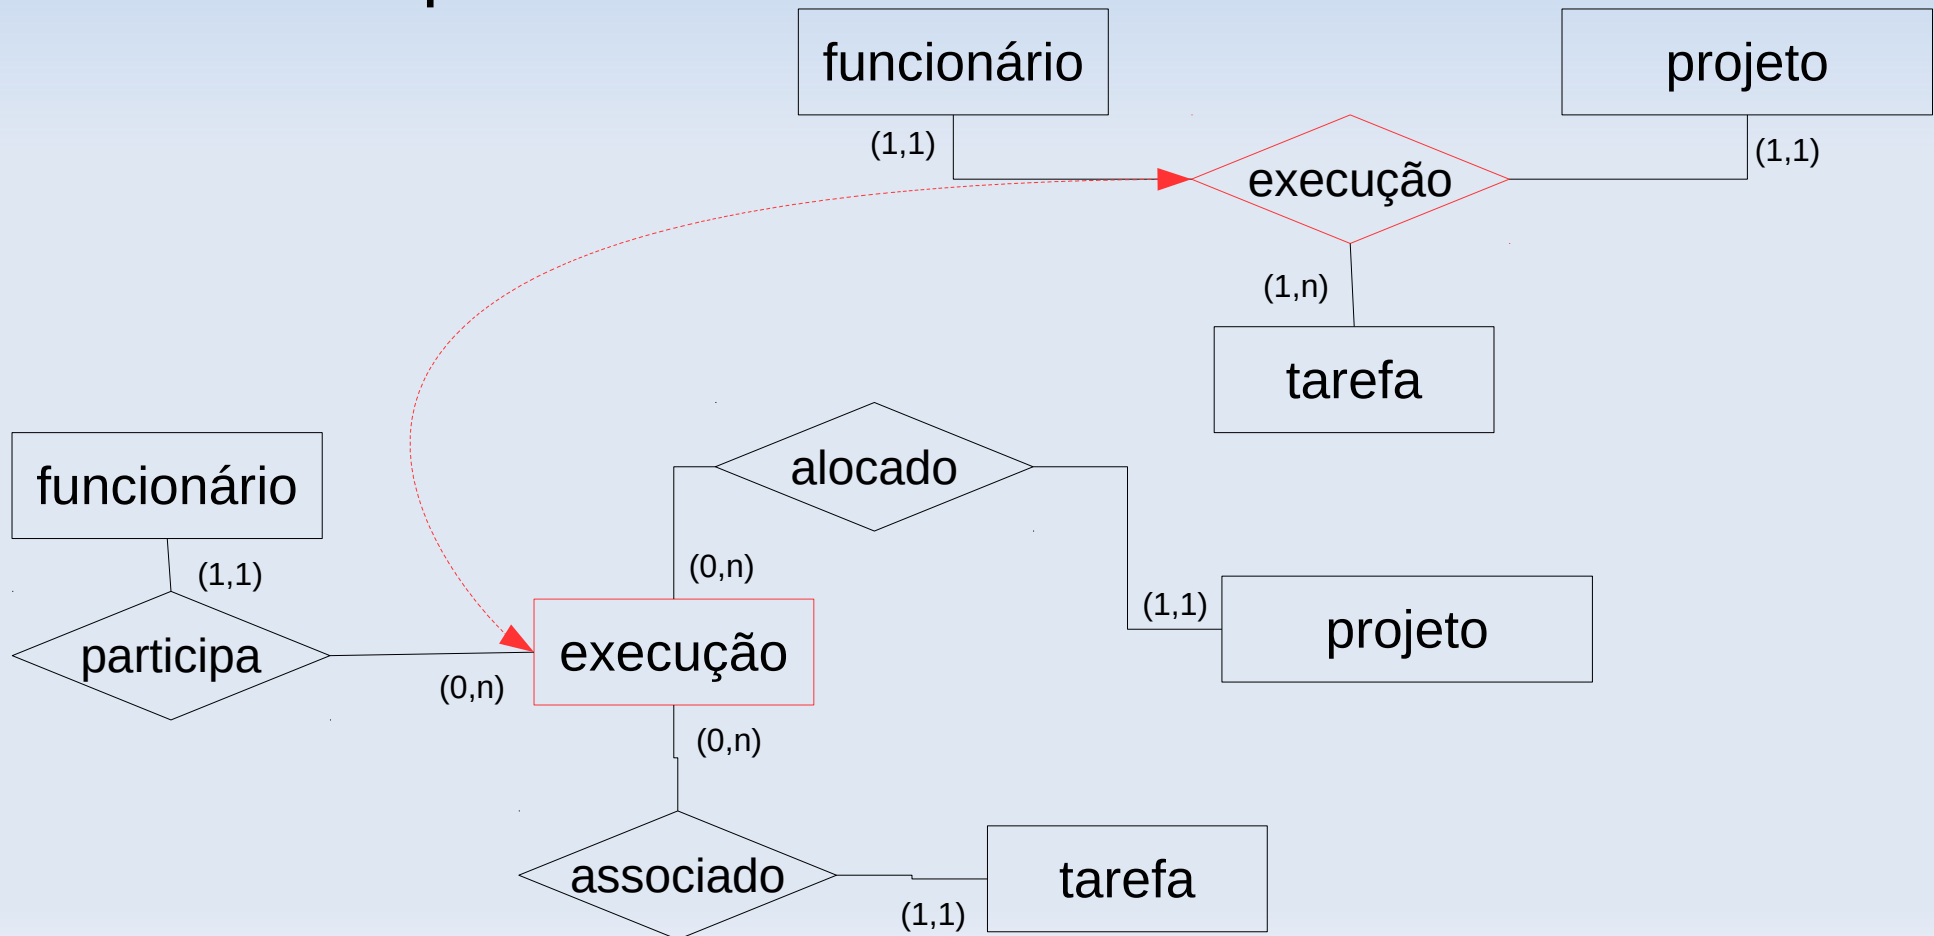 funcionário
projeto
(1,1)
(1,1)
execução
(1,n)
tarefa
alocado
funcionário
(0,n)
(1,1)
(1,1)
projeto
participa
execução
(0,n)
(0,n)
associado
tarefa
(1,1)